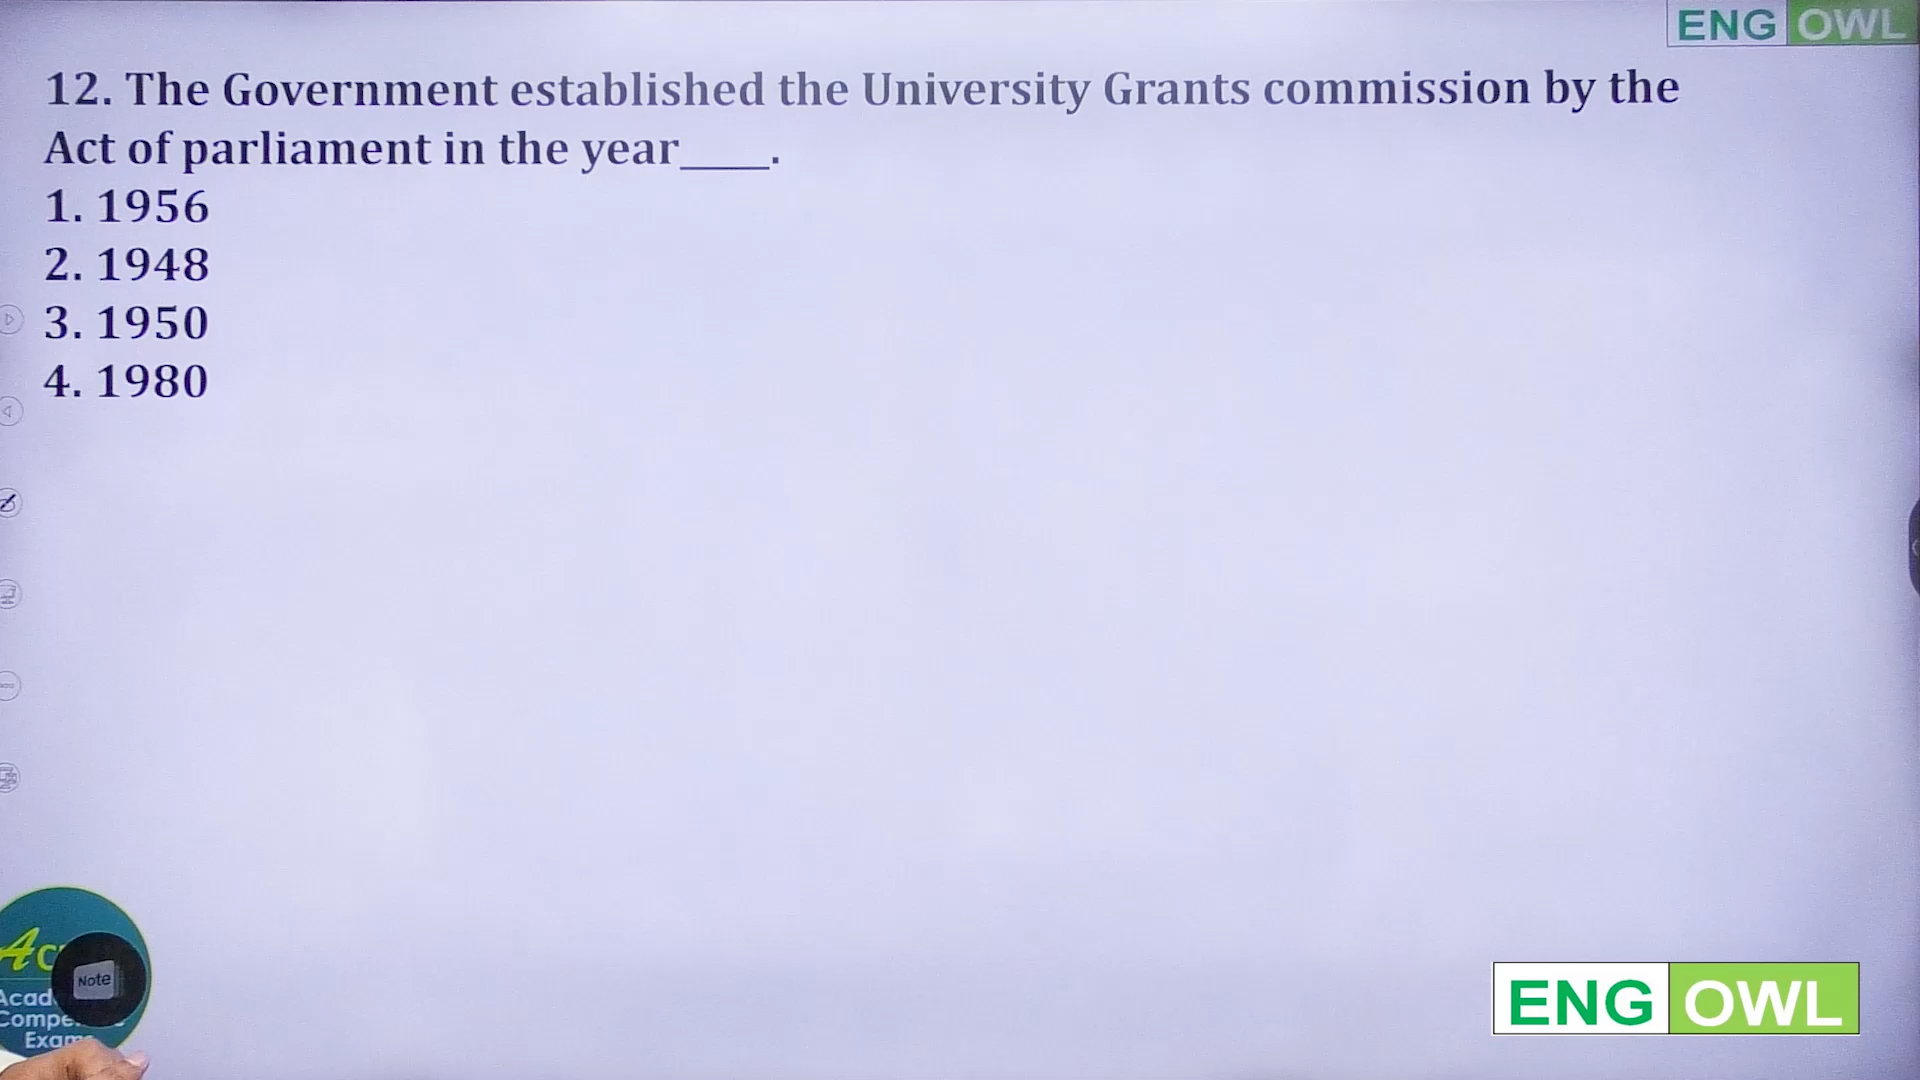 ENG OWL
12. The Government established the University Grants commission by the
Act of parliament in the year____.
1. 1956
2. 1948
3. 1950
4. 1980
Note
Exams
ENG OWL